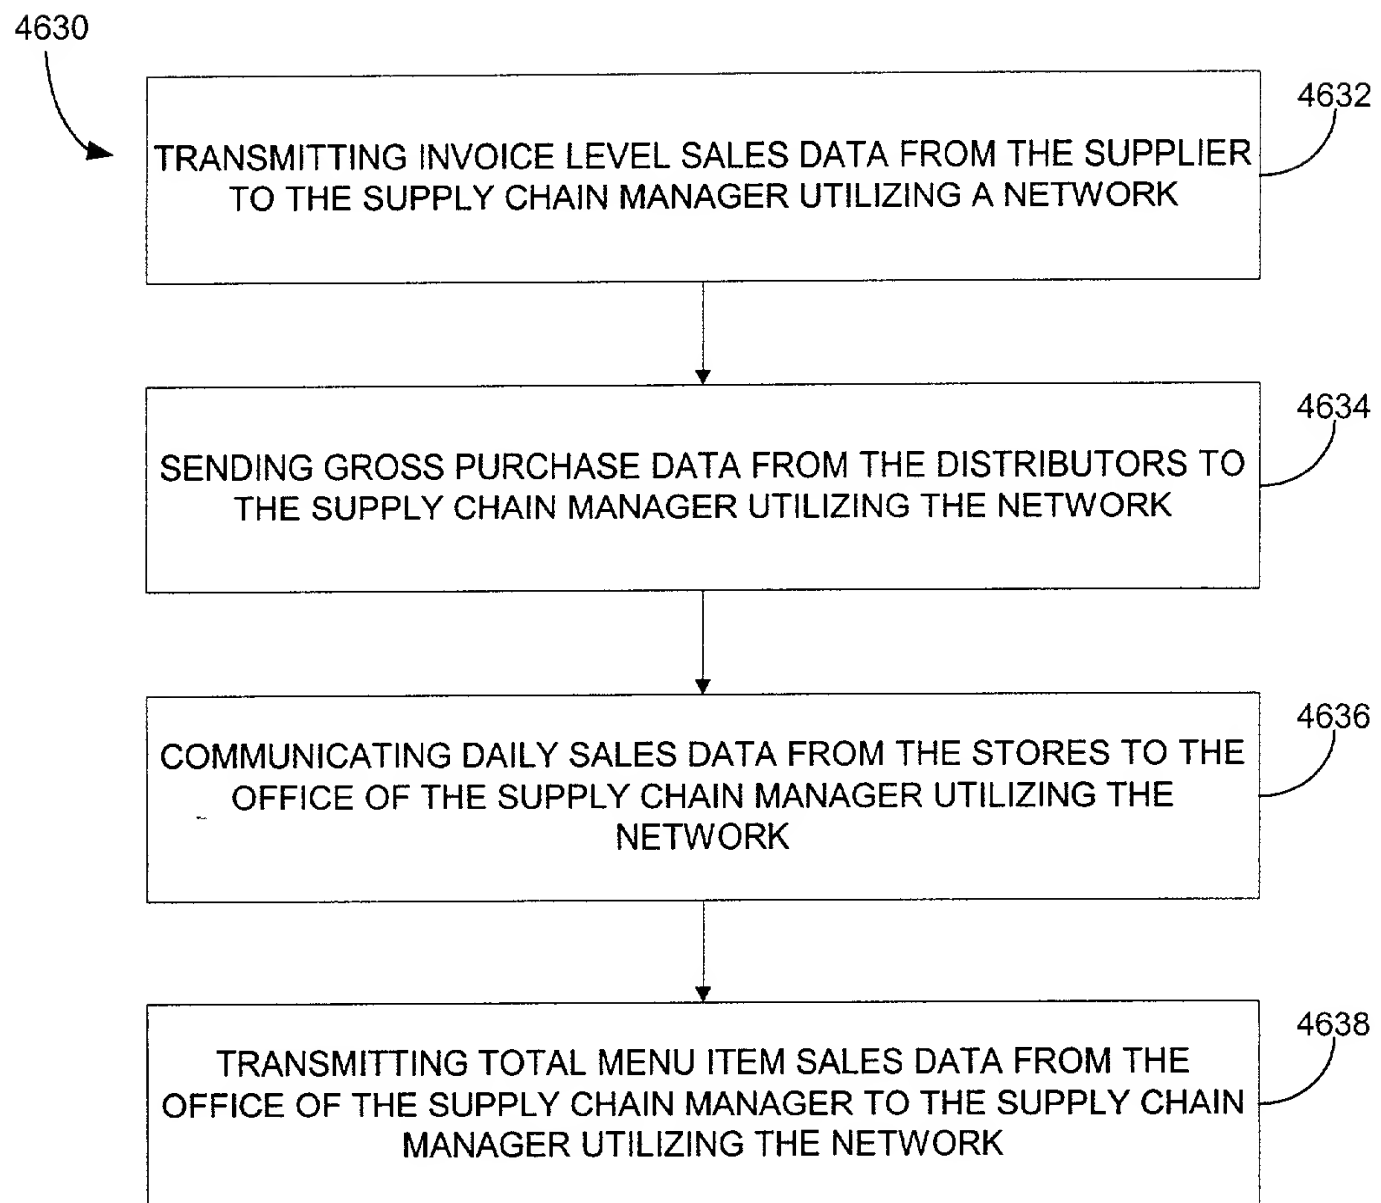 4630
4632
TRANSMITTING INVOICE LEVEL SALES DATA FROM THE SUPPLIER
TO THE SUPPLY CHAIN MANAGER UTILIZING A NETWORK
4634
SENDING GROSS PURCHASE DATA FROM THE DISTRIBUTORS TO
THE SUPPLY CHAIN MANAGER UTILIZING THE NETWORK
4636
COMMUNICATING DAILY SALES DATA FROM THE STORES TO THE
OFFICE OF THE SUPPLY CHAIN MANAGER UTILIZING THE
NETWORK
4638
TRANSMITTING TOTAL MENU ITEM SALES DATA FROM THE
OFFICE OF THE SUPPLY CHAIN MANAGER TO THE SUPPLY CHAIN
MANAGER UTILIZING THE NETWORK